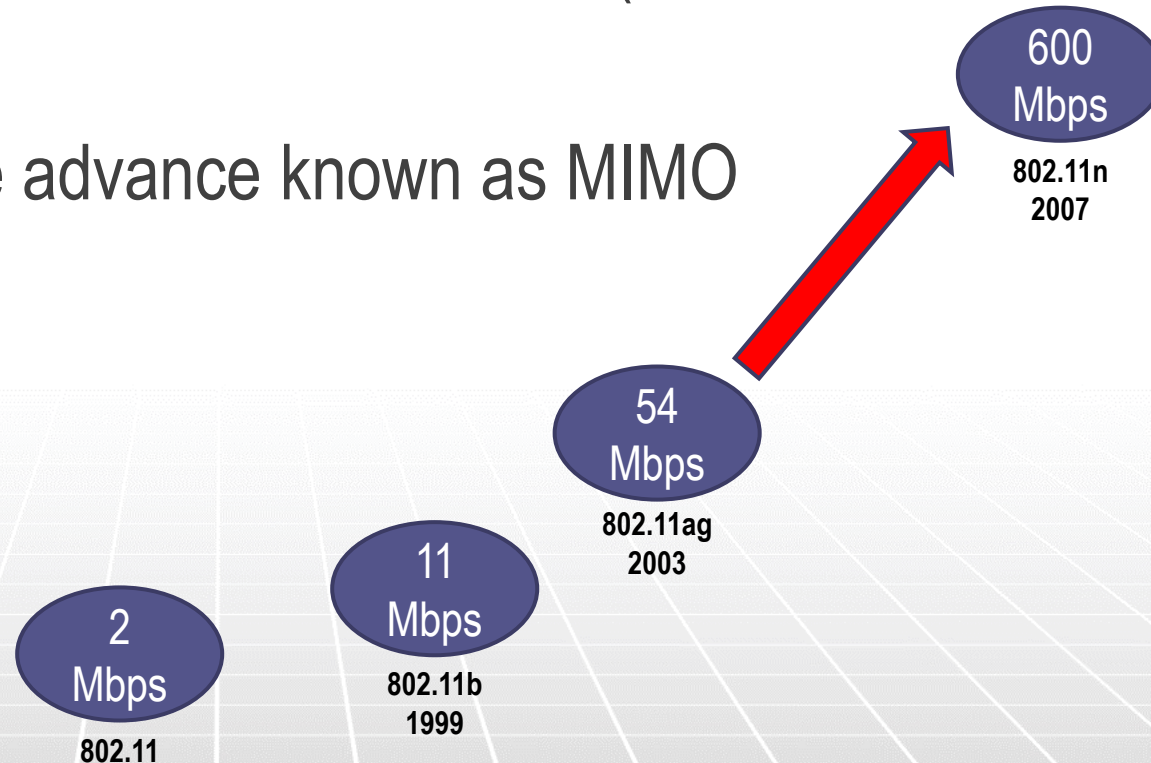 600
Mbps
802.11n
2007
advance known as MIMO
54
Mbps
802.11ag
2003
11
Mbps
802.11b
1999
2
Mbps
802.11